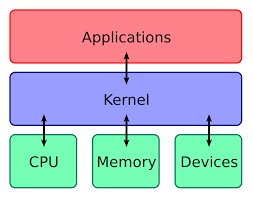 Applications
Kernel
CPU Memory Devices